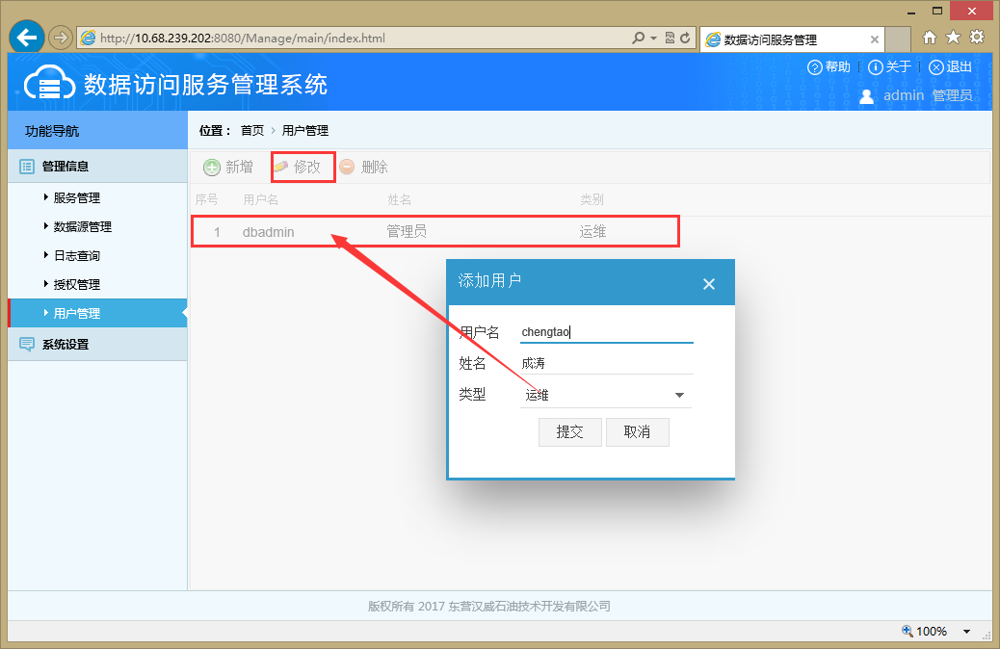 http://10.68.239.202:8080/Manage/main/index.html
数据访问服务管理
数据访问服务管理系统
帮助
关于
退出
admin 管理员
功能导航
位置： 首页 > 用户管理
管理信息
服务管理
数据源管理
日志查询
授权管理
用户管理
系统设置
新增 修改 删除
序号 用户名 姓名 类别
1 dbadmin 管理员 运维
添加用户
用户名 chengtao
姓名 成涛
类型 运维
提交 取消
版权所有 2017 东营汉威石油技术开发有限公司
100%